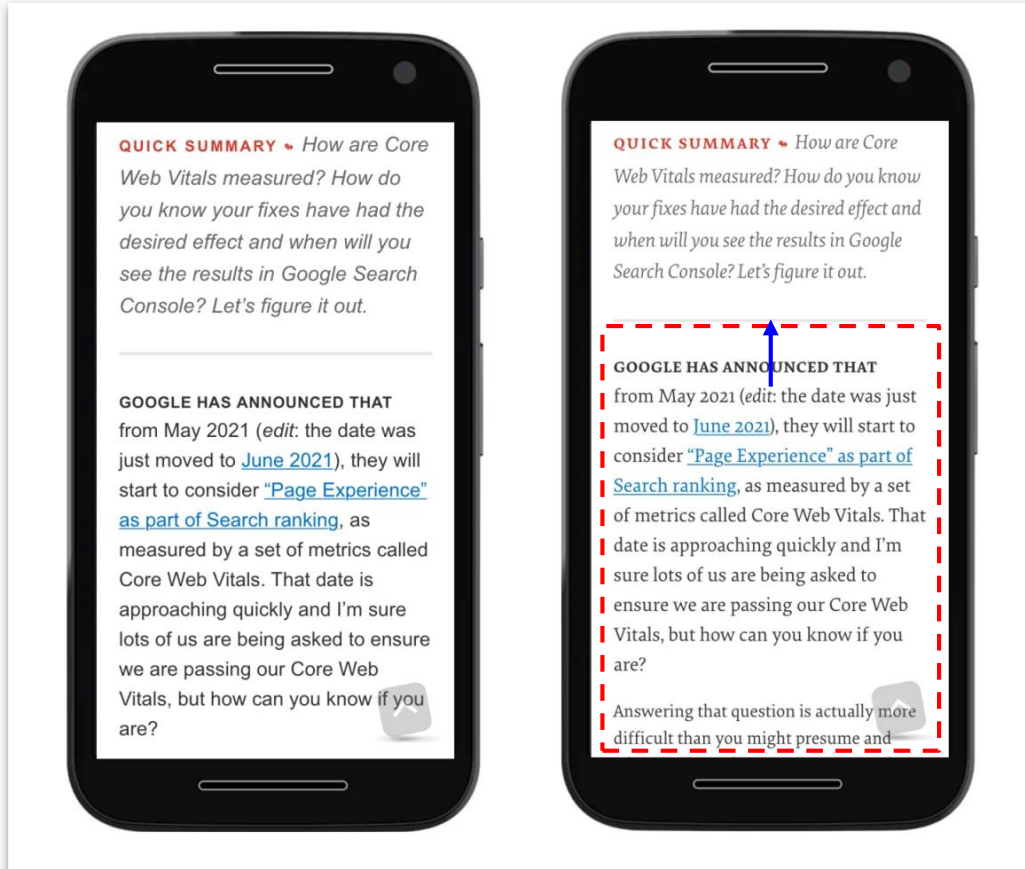 QUICK SUMMARY ↬ How are Core
Web Vitals measured? How do
you know your fixes have had the
desired effect and when will you
see the results in Google Search
Console? Let’s figure it out.
GOOGLE HAS ANNOUNCED THAT
from May 2021 (edit: the date was
just moved to June 2021), they will
start to consider “Page Experience”
as part of Search ranking, as
measured by a set of metrics called
Core Web Vitals. That date is
approaching quickly and I’m sure
lots of us are being asked to ensure
we are passing our Core Web
Vitals, but how can you know if you
are?
QUICK SUMMARY ↬ How are Core
Web Vitals measured? How do you know
your fixes have had the desired effect and
when will you see the results in Google
Search Console? Let’s figure it out.
GOOGLE HAS ANNOUNCED THAT
from May 2021 (edit: the date was just
moved to June 2021), they will start to
consider “Page Experience” as part of
Search ranking, as measured by a set
of metrics called Core Web Vitals. That
date is approaching quickly and I’m
sure lots of us are being asked to
ensure we are passing our Core Web
Vitals, but how can you know if you
are?
Answering that question is actually more
difficult than you might presume and